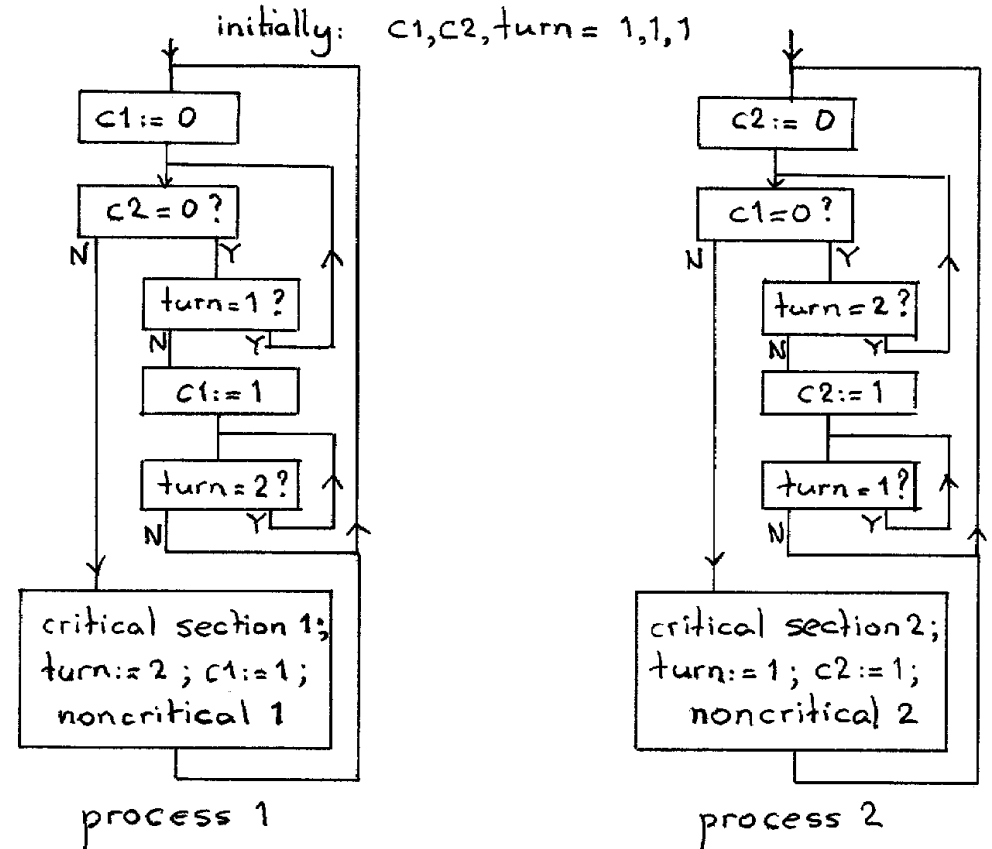 initially: c1,c2,turn = 1,1,1
c1:= 0
c2=0?
N Y
turn=1?
N Y
c1:=1
turn=2?
N Y
critical section 1;
turn:=2; c1:=1;
noncritical 1
process 1
c2:= 0
c1=0?
N Y
turn=2?
N Y
c2:=1
turn=1?
N Y
critical section 2;
turn:=1; c2:=1;
noncritical 2
process 2